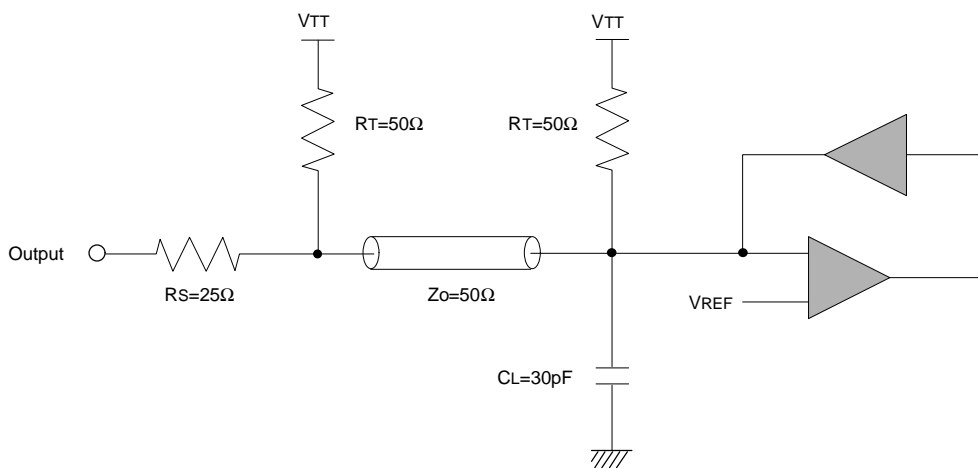 VTT
VTT
RT=50Ω
RT=50Ω
Output
RS=25Ω
Zo=50Ω
VREF
CL=30pF